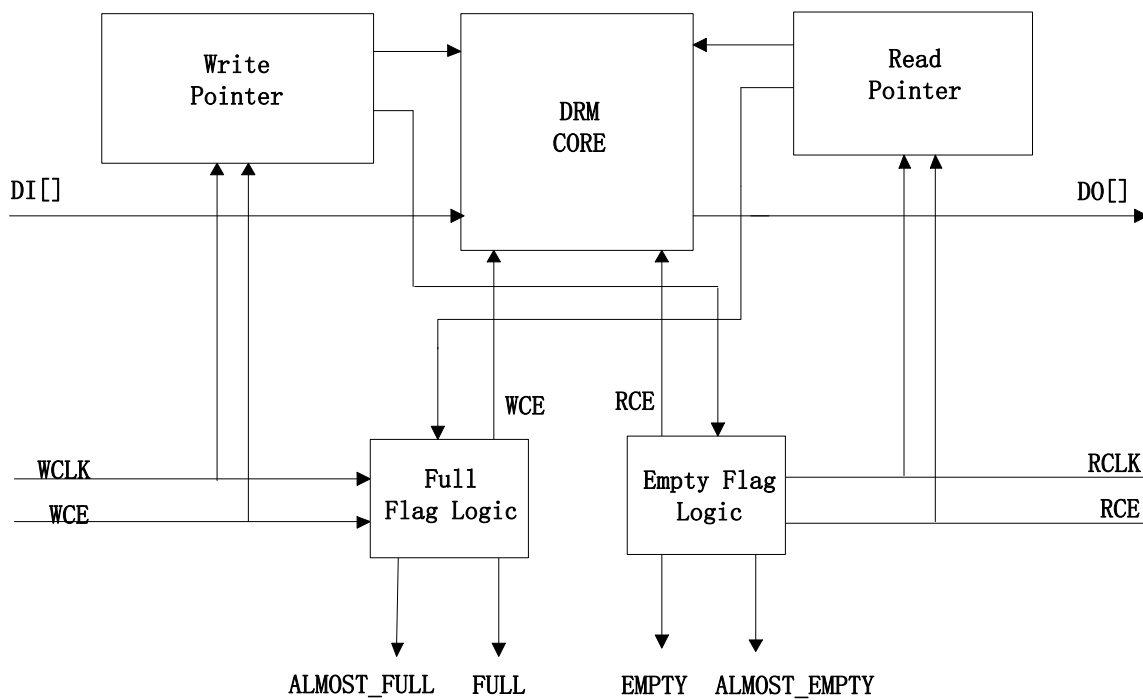 Write
Pointer
DRM
CORE
Read
Pointer
DI[]
DO[]
WCE
RCE
WCLK
WCE
Full
Flag Logic
Empty Flag
Logic
RCLK
RCE
ALMOST_FULL
FULL
EMPTY
ALMOST_EMPTY